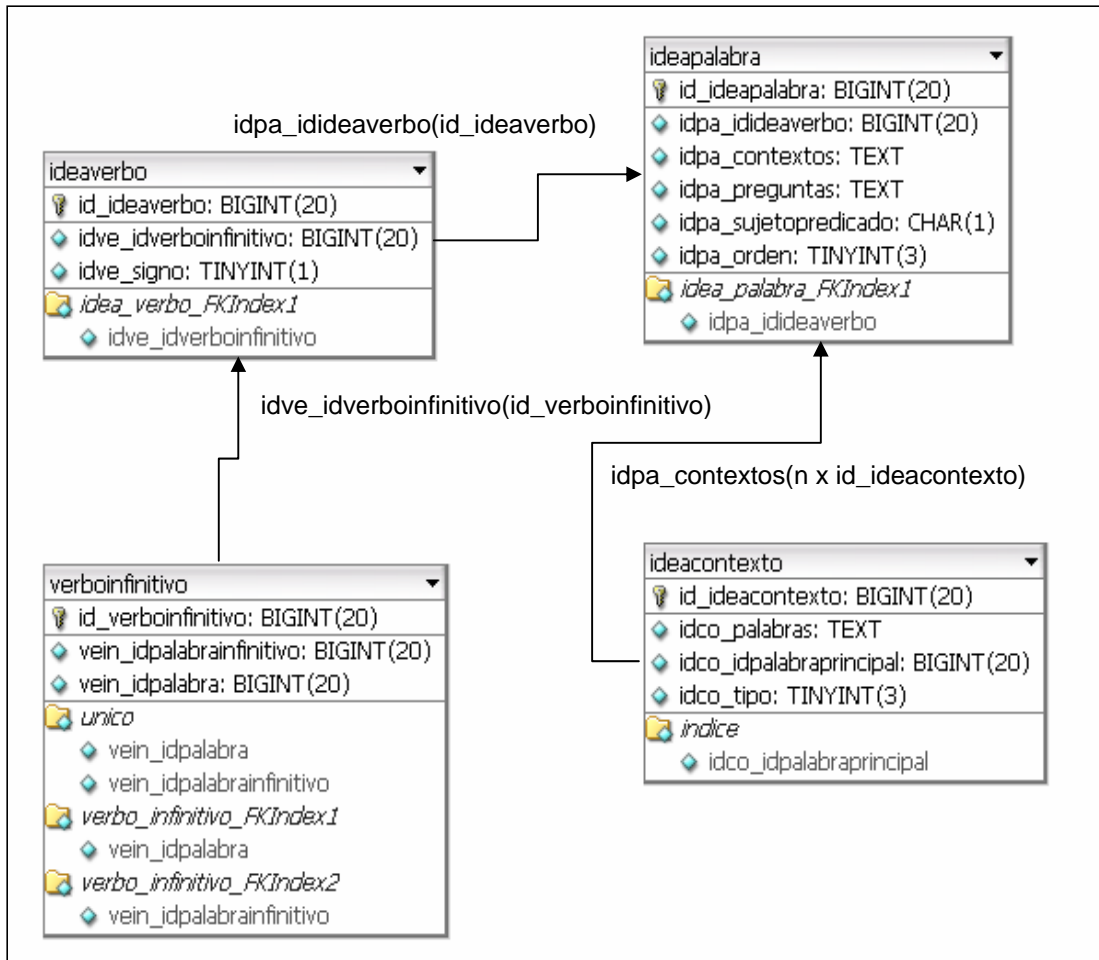 ideapalabra
id_ideapalabra: BIGINT(20)
idpa_idideaverbo: BIGINT(20)
idpa_contextos: TEXT
idpa_preguntas: TEXT
idpa_sujetopredicado: CHAR(1)
idpa_orden: TINYINT(3)
idea_palabra_FKIndex1
idpa_idideaverbo
idpa_idideaverbo(id_ideaverbo)
ideaverbo
id_ideaverbo: BIGINT(20)
idve_idverboinfinitivo: BIGINT(20)
idve_signo: TINYINT(1)
idea_verbo_FKIndex1
idve_idverboinfinitivo
idve_idverboinfinitivo(id_verboinfinitivo)
idpa_contextos(n x id_ideacontexto)
verboinfinitivo
id_verboinfinitivo: BIGINT(20)
vein_idpalabrainfinitivo: BIGINT(20)
vein_idpalabra: BIGINT(20)
unico
vein_idpalabra
vein_idpalabrainfinitivo
verbo_infinitivo_FKIndex1
vein_idpalabra
verbo_infinitivo_FKIndex2
vein_idpalabrainfinitivo
ideacontexto
id_ideacontexto: BIGINT(20)
idco_palabras: TEXT
idco_idpalabraprincipal: BIGINT(20)
idco_tipo: TINYINT(3)
indice
idco_idpalabraprincipal